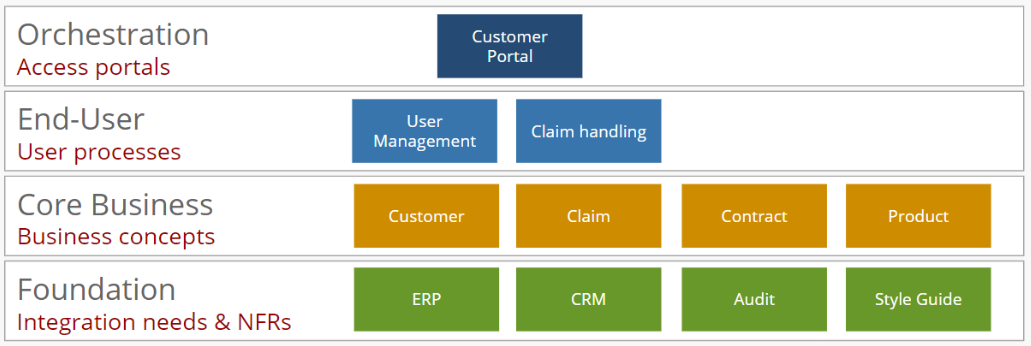 Orchestration
Access portals
Customer
Portal
End-User
User processes
User
Management
Claim handling
Core Business
Business concepts
Customer
Claim
Contract
Product
Foundation
Integration needs & NFRs
ERP
CRM
Audit
Style Guide